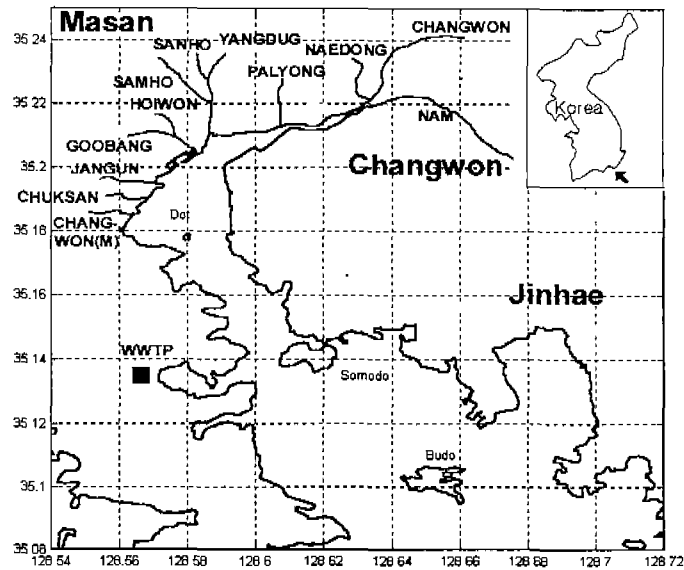 Masan
CHANGWON
SANHO
YANGDUG
NAEDONG
SAMHO
PALYONG
HOIWON
NAM
Korea
GOOBANG
JANGUN
Changwon
CHUKSAN
CHANG-
WON(M)
Dot
Jinhae
WWTP
Somodo
Budo
35.24
35.22
35.2
35.18
35.16
35.14
35.12
35.1
35.08
128.54
128.56
128.58
128.6
128.62
128.64
128.66
128.68
128.7
128.72